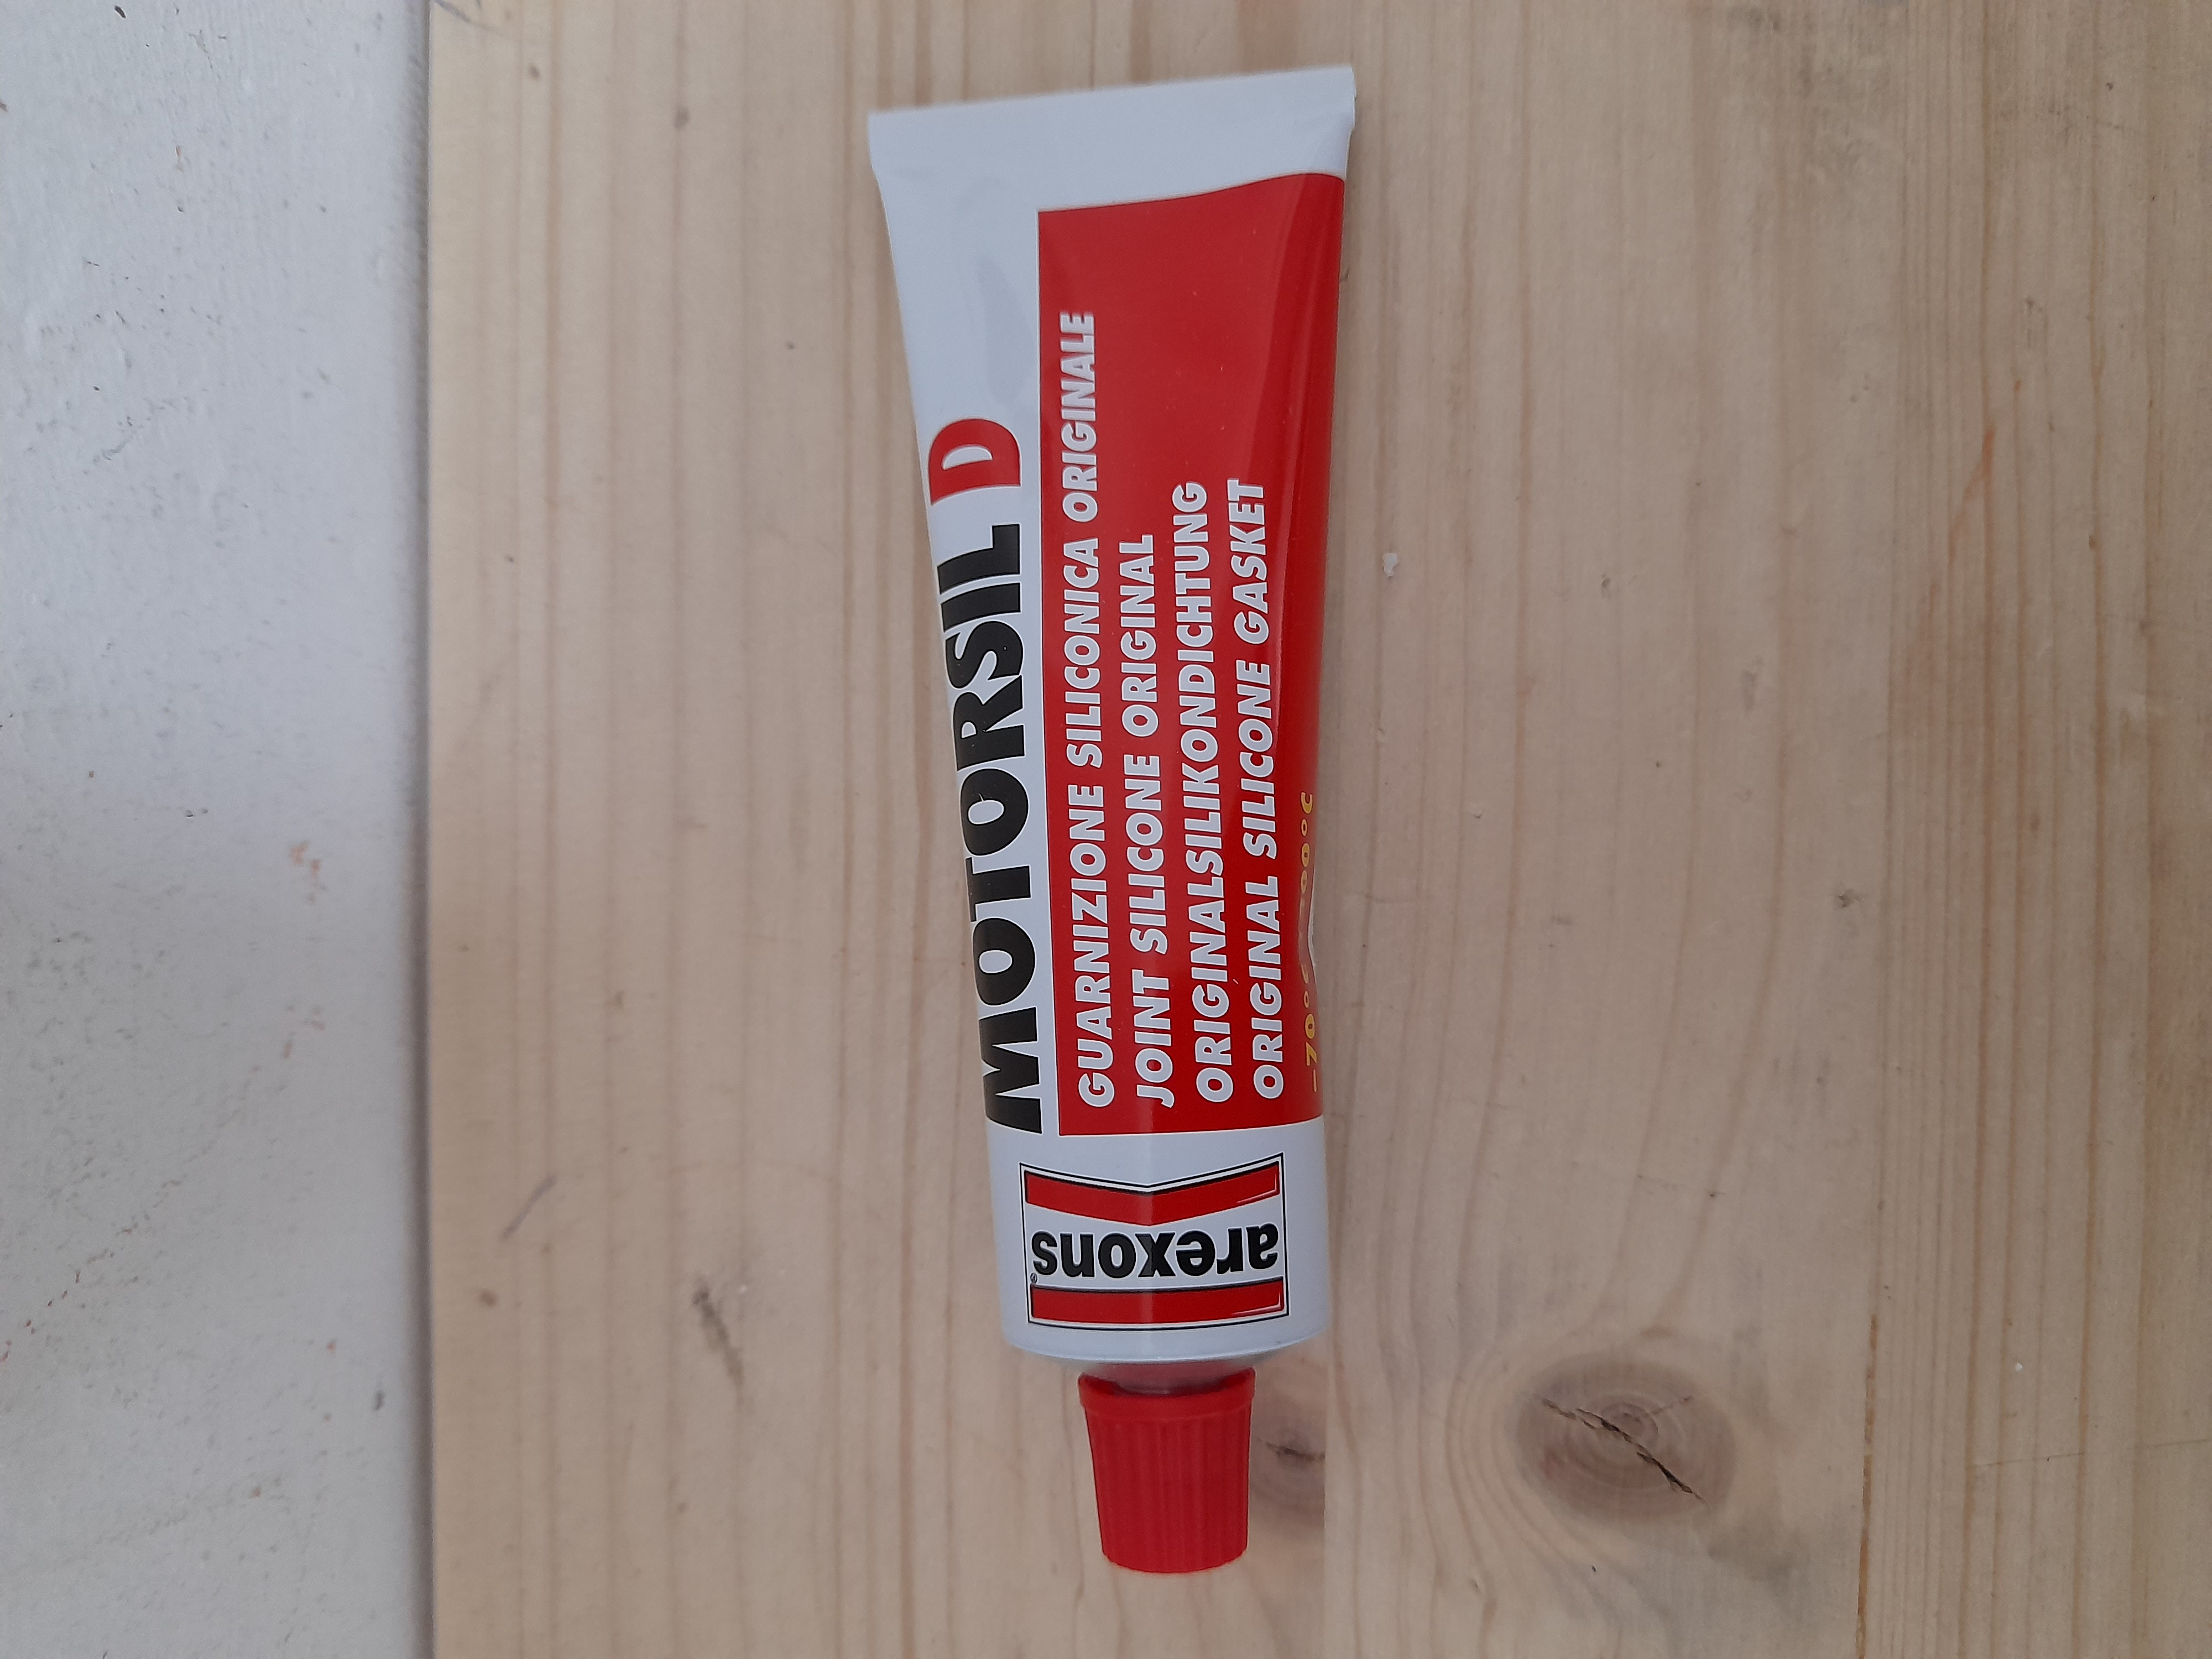 MOTORSIL D
GUARNIZIONE SILICONICA ORIGINALE
JOINT SILICONE ORIGINAL
ORIGINALSILIKONDICHTUNG
ORIGINAL SILICONE GASKET
arexons®